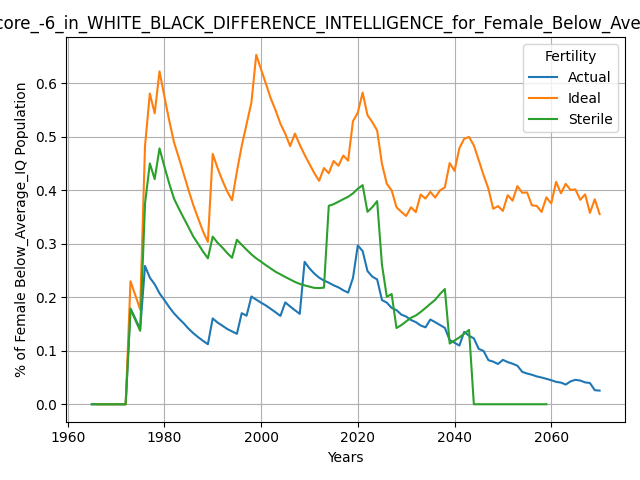 core_-6_in_WHITE_BLACK_DIFFERENCE_INTELLIGENCE_for_Female_Below_Ave
Fertility
Actual
Ideal
Sterile
% of Female Below_Average_IQ Population
0.6
0.5
0.4
0.3
0.2
0.1
0.0
1960 1980 2000 2020 2040 2060
Years